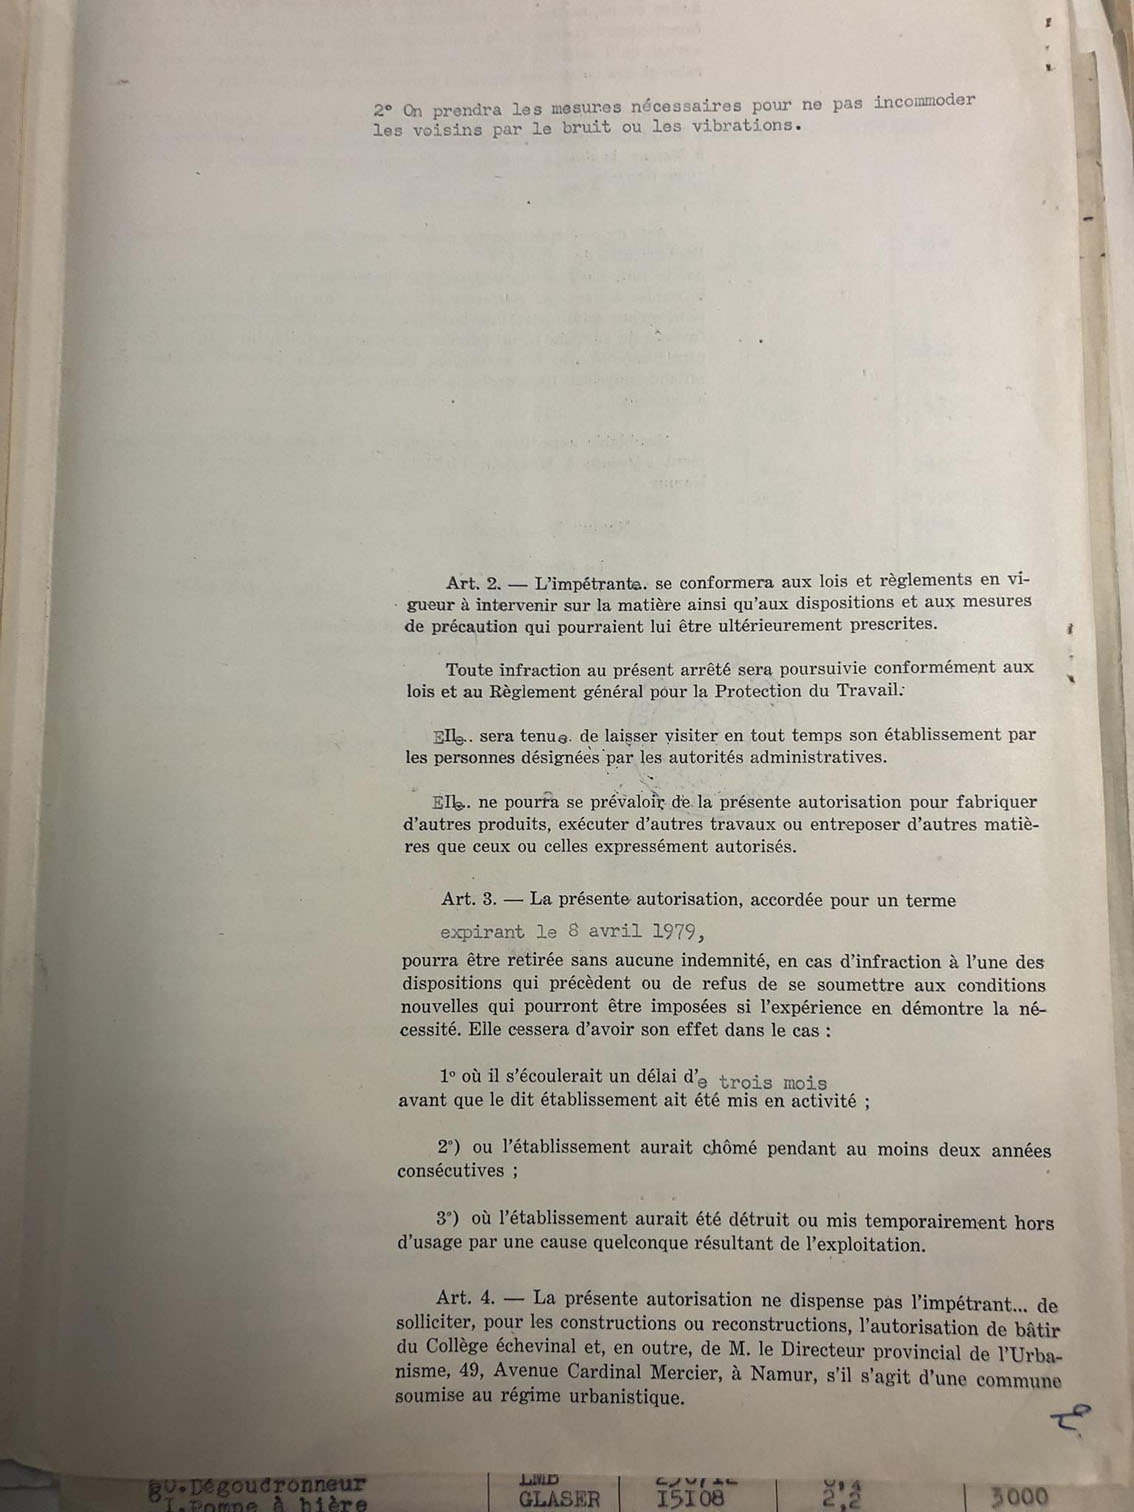 2° On prendra les mesures nécessaires pour ne pas incommoder
les voisins par le bruit ou les vibrations.
Art. 2. — L'impétrante. se conformera aux lois et règlements en vi-
gueur à intervenir sur la matière ainsi qu'aux dispositions et aux mesures
de précaution qui pourraient lui être ultérieurement prescrites.
Toute infraction au présent arrêté sera poursuivie conformément aux
lois et au Règlement général pour la Protection du Travail.
Elle.. sera tenue. de laisser visiter en tout temps son établissement par
les personnes désignées par les autorités administratives.
Elle.. ne pourra se prévaloir de la présente autorisation pour fabriquer
d'autres produits, exécuter d'autres travaux ou entreposer d'autres matiè-
res que ceux ou celles expressément autorisés.
Art. 3. — La présente autorisation, accordée pour un terme
expirant le 8 avril 1979,
pourra être retirée sans aucune indemnité, en cas d'infraction à l'une des
dispositions qui précèdent ou de refus de se soumettre aux conditions
nouvelles qui pourront être imposées si l'expérience en démontre la né-
cessité. Elle cessera d'avoir son effet dans le cas :
1° où il s'écoulerait un délai d'e trois mois
avant que le dit établissement ait été mis en activité ;
2°) ou l'établissement aurait chômé pendant au moins deux années
consécutives ;
3°) où l'établissement aurait été détruit ou mis temporairement hors
d'usage par une cause quelconque résultant de l'exploitation.
Art. 4. — La présente autorisation ne dispense pas l'impétrant... de
solliciter, pour les constructions ou reconstructions, l'autorisation de bâtir
du Collège échevinal et, en outre, de M. le Directeur provincial de l'Urba-
nisme, 49, Avenue Cardinal Mercier, à Namur, s'il s'agit d'une commune
soumise au régime urbanistique.
Dégoudronneur LMB
I.Pompe à bière GLASER I5I08 2,2 3000